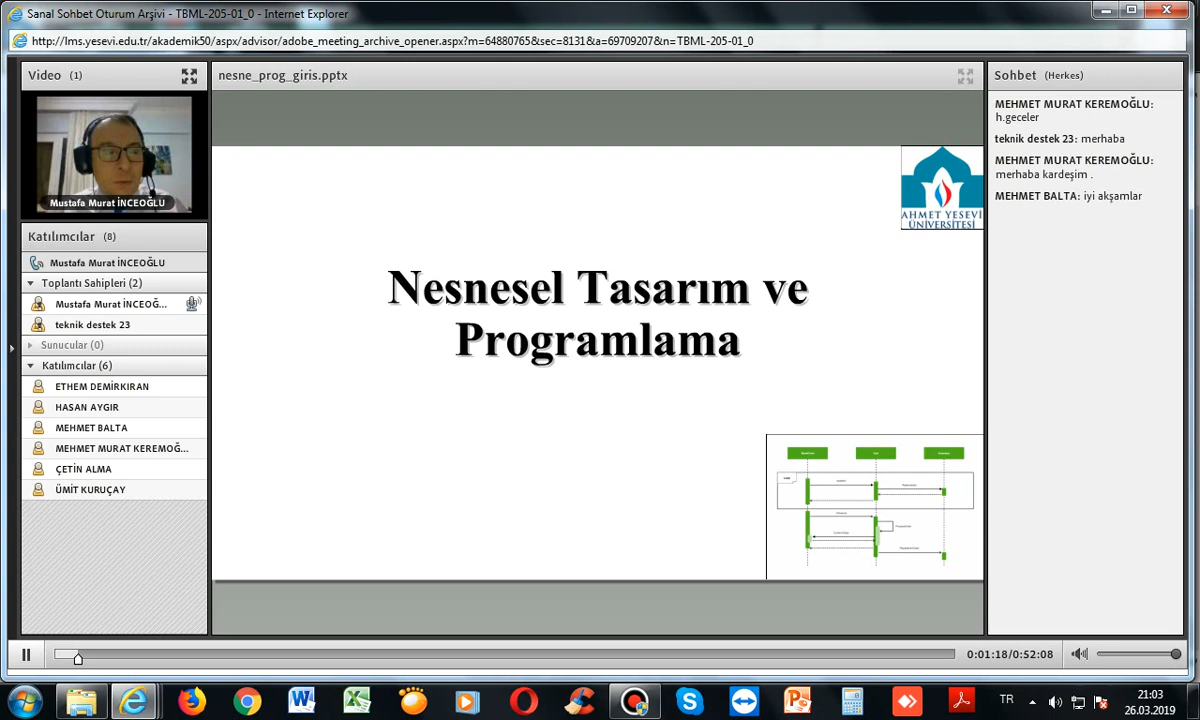 Sanal Sohbet Oturum Arşivi - TBML-205-01_0 - Internet Explorer
http://lms.yesevi.edu.tr/akademik50/aspx/advisor/adobe_meeting_archive_opener.aspx?m=64880765&sec=8131&a=69709207&n=TBML-205-01_0
Video (1)
Mustafa Murat İNCEOĞLU
Katılımcılar (8)
Mustafa Murat İNCEOĞLU
Toplantı Sahipleri (2)
Mustafa Murat İNCEOĞ...
teknik destek 23
Sunucular (0)
Katılımcılar (6)
ETHEM DEMİRKIRAN
HASAN AYGIR
MEHMET BALTA
MEHMET MURAT KEREMOĞ...
ÇETİN ALMA
ÜMİT KURUÇAY
nesne_prog_giris.pptx
AHMET YESEVİ
ÜNİVERSİTESİ
Nesnesel Tasarım ve
Programlama
Sohbet (Herkes)
MEHMET MURAT KEREMOĞLU:
h.geceler
teknik destek 23: merhaba
MEHMET MURAT KEREMOĞLU:
merhaba kardeşim .
MEHMET BALTA: iyi akşamlar
0:01:18/0:52:08
TR
21:03
26.03.2019